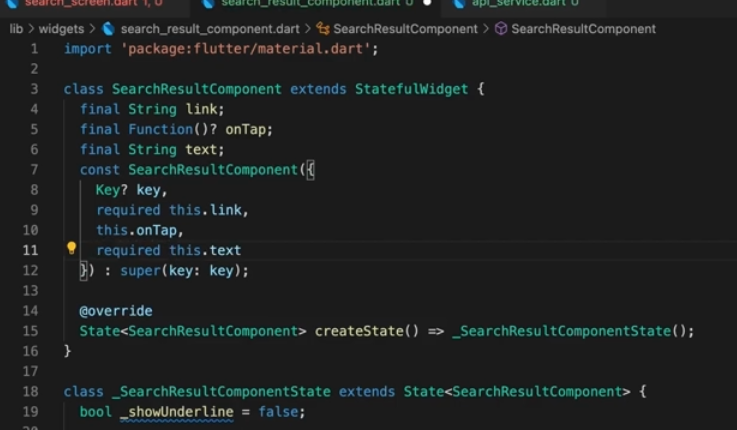 search_screen.dart 1, U
search_result_component.dart U
api_service.dart U
lib > widgets > search_result_component.dart > SearchResultComponent > SearchResultComponent
1 import 'package:flutter/material.dart';
2
3 class SearchResultComponent extends StatefulWidget {
4 final String link;
5 final Function()? onTap;
6 final String text;
7 const SearchResultComponent({
8 Key? key,
9 required this.link,
10 this.onTap,
11 required this.text
12 }) : super(key: key);
13
14 @override
15 State<SearchResultComponent> createState() => _SearchResultComponentState();
16 }
17
18 class _SearchResultComponentState extends State<SearchResultComponent> {
19 bool _showUnderline = false;